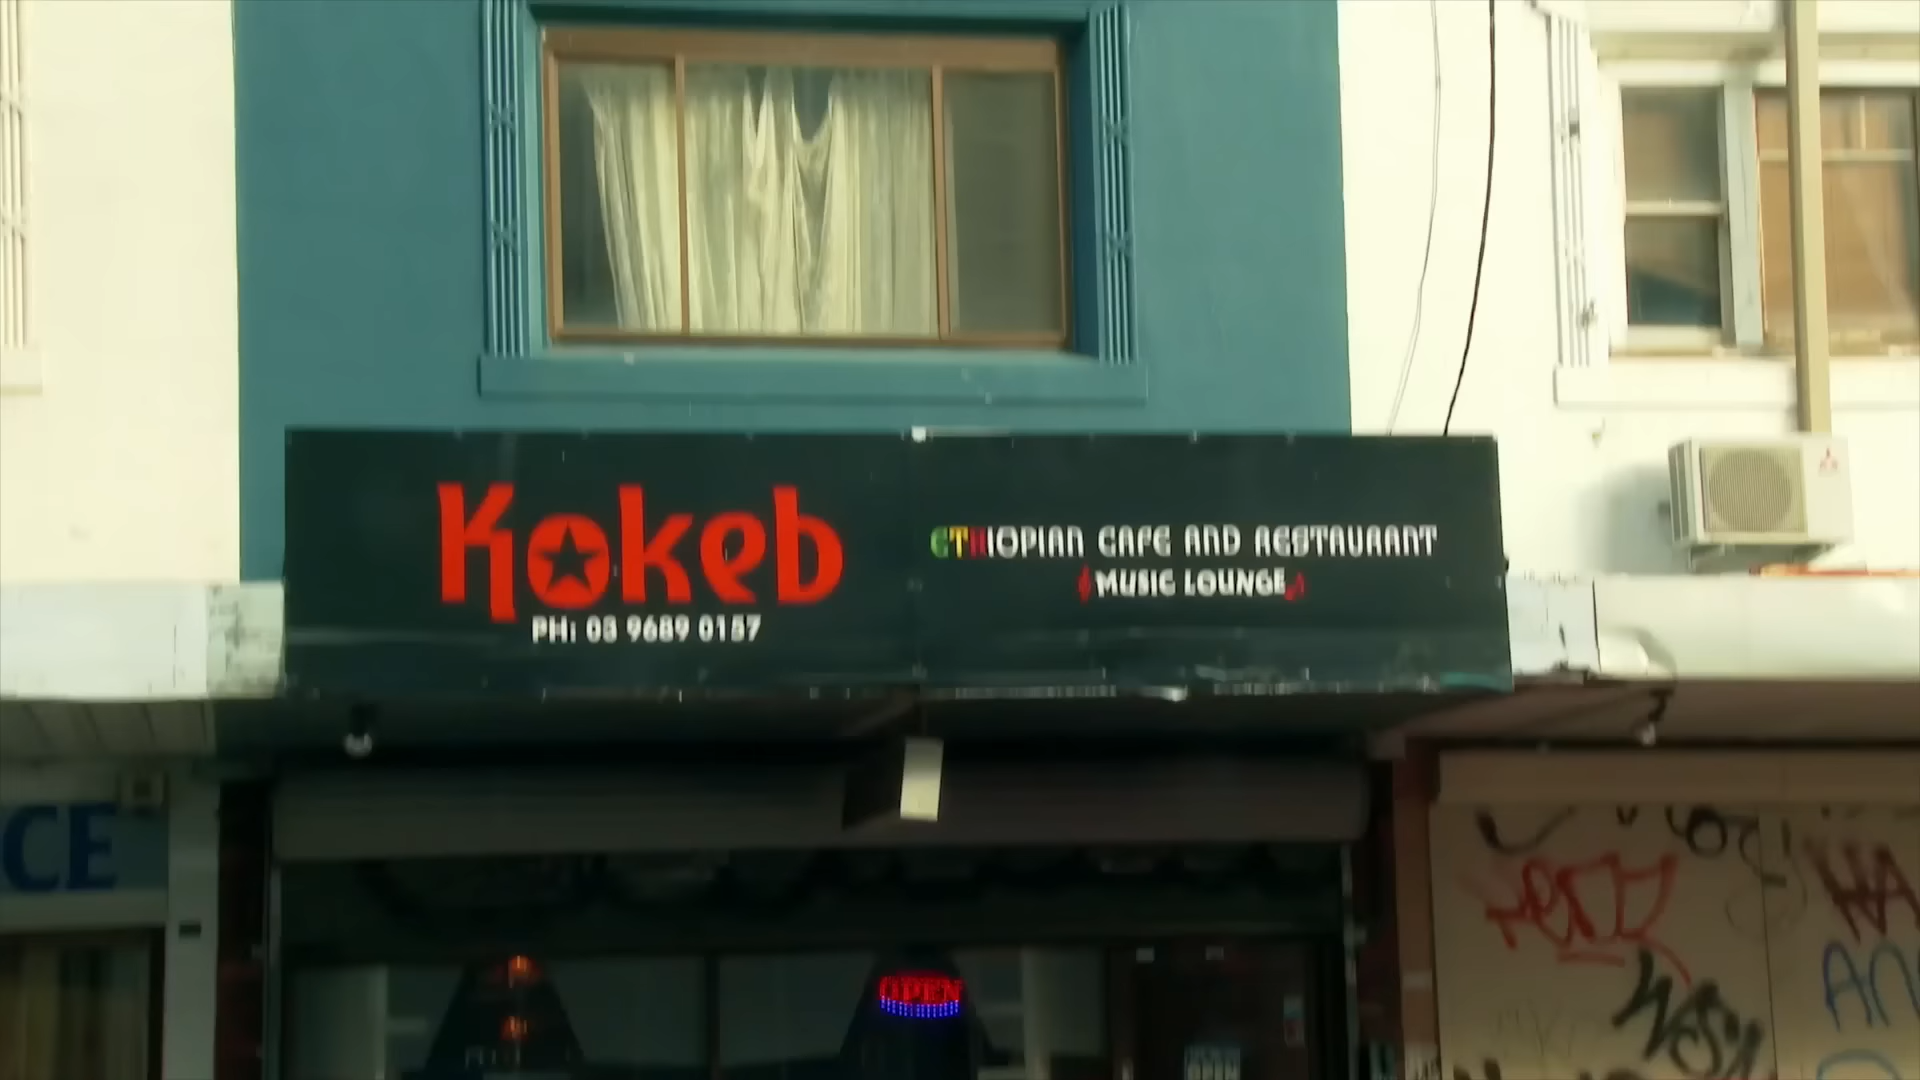 Kokeb
PH: 03 9689 0157
ETHIOPIAN CAFE AND RESTAURANT
MUSIC LOUNGE
CE
OPEN